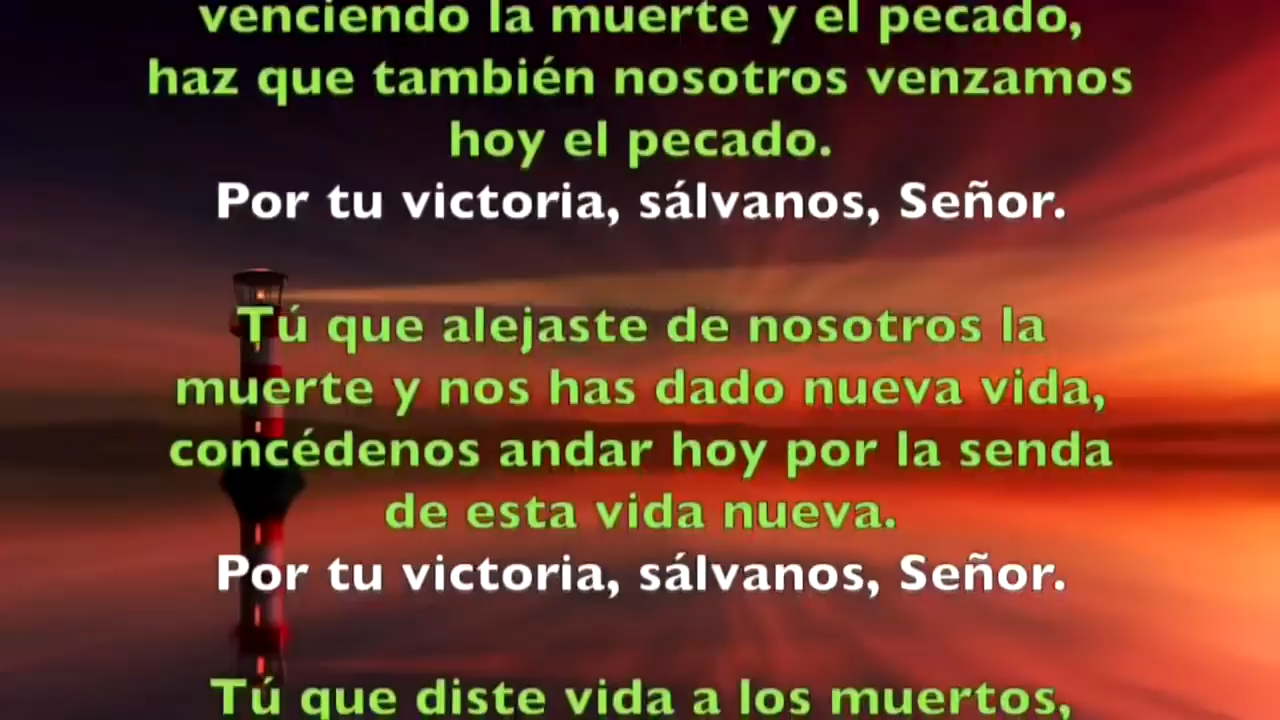 venciendo la muerte y el pecado,
haz que también nosotros venzamos
hoy el pecado.
Por tu victoria, sálvanos, Señor.
Tú que alejaste de nosotros la
muerte y nos has dado nueva vida,
concédenos andar hoy por la senda
de esta vida nueva.
Por tu victoria, sálvanos, Señor.
Tú que diste vida a los muertos,